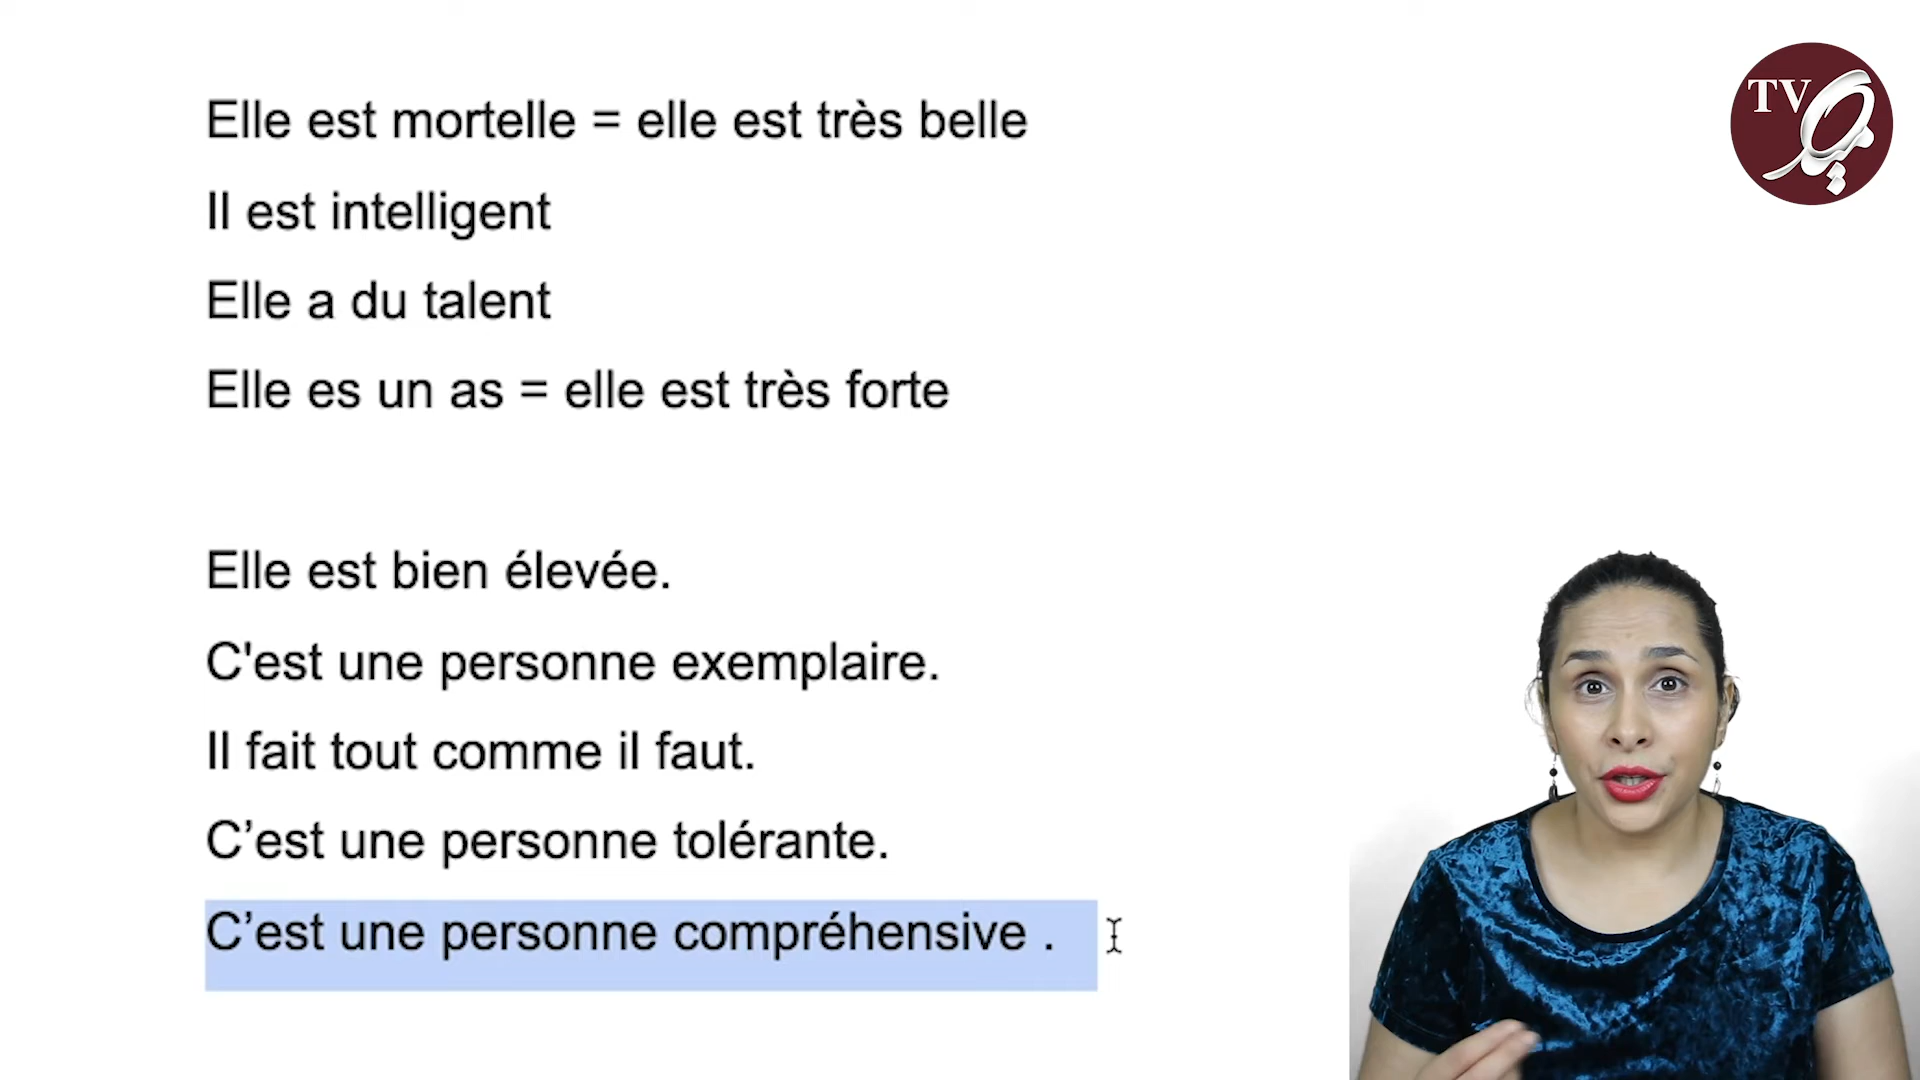 Elle est mortelle = elle est très belle
Il est intelligent
Elle a du talent
Elle es un as = elle est très forte
Elle est bien élevée.
C'est une personne exemplaire.
Il fait tout comme il faut.
C’est une personne tolérante.
C’est une personne compréhensive .
TV